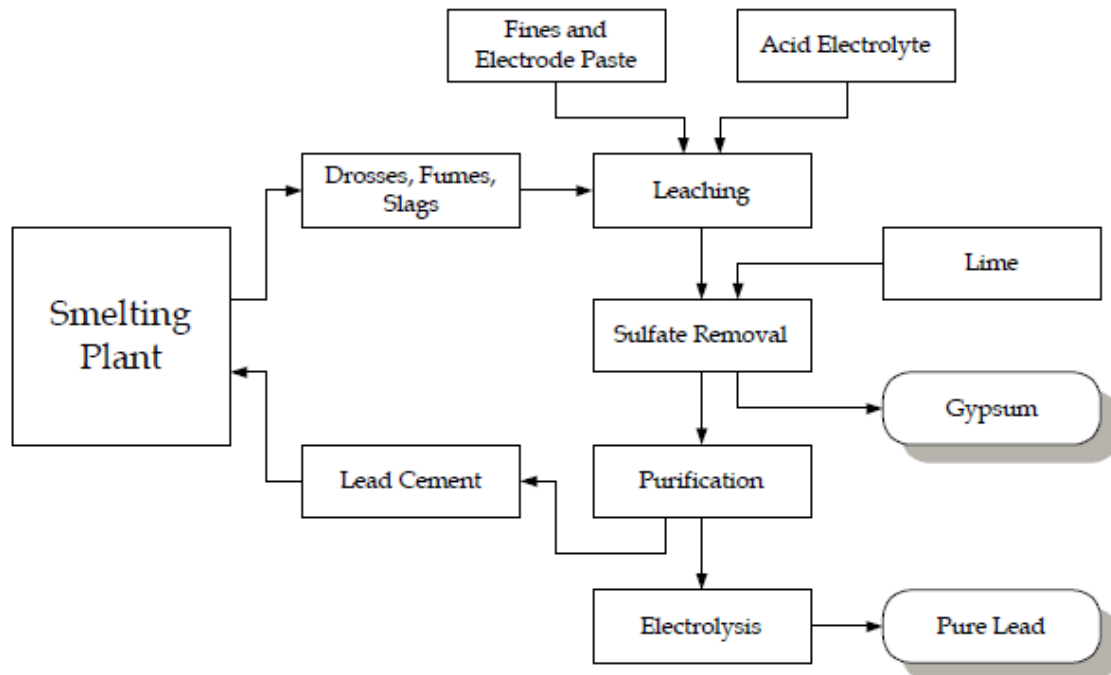 Fines and
Electrode Paste
Acid Electrolyte
Drosses, Fumes,
Slags
Leaching
Lime
Smelting
Plant
Sulfate Removal
Gypsum
Lead Cement
Purification
Electrolysis
Pure Lead